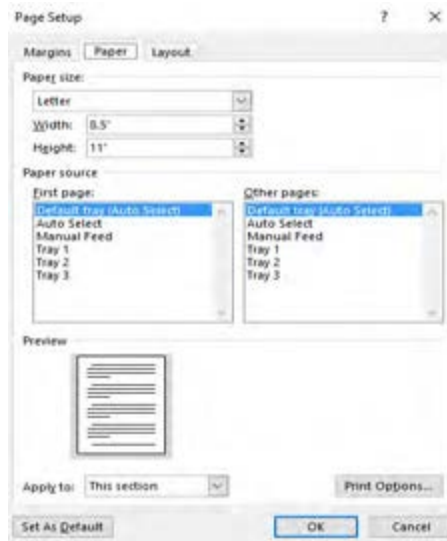 Page Setup ? ×
Margins Paper Layout
Paper size:
Letter
Width: 8.5"
Height: 11"
Paper source
First page: Other pages:
Default tray (Auto Select) Default tray (Auto Select)
Auto Select Auto Select
Manual Feed Manual Feed
Tray 1 Tray 1
Tray 2 Tray 2
Tray 3 Tray 3
Preview
Apply to: This section Print Options...
Set As Default OK Cancel